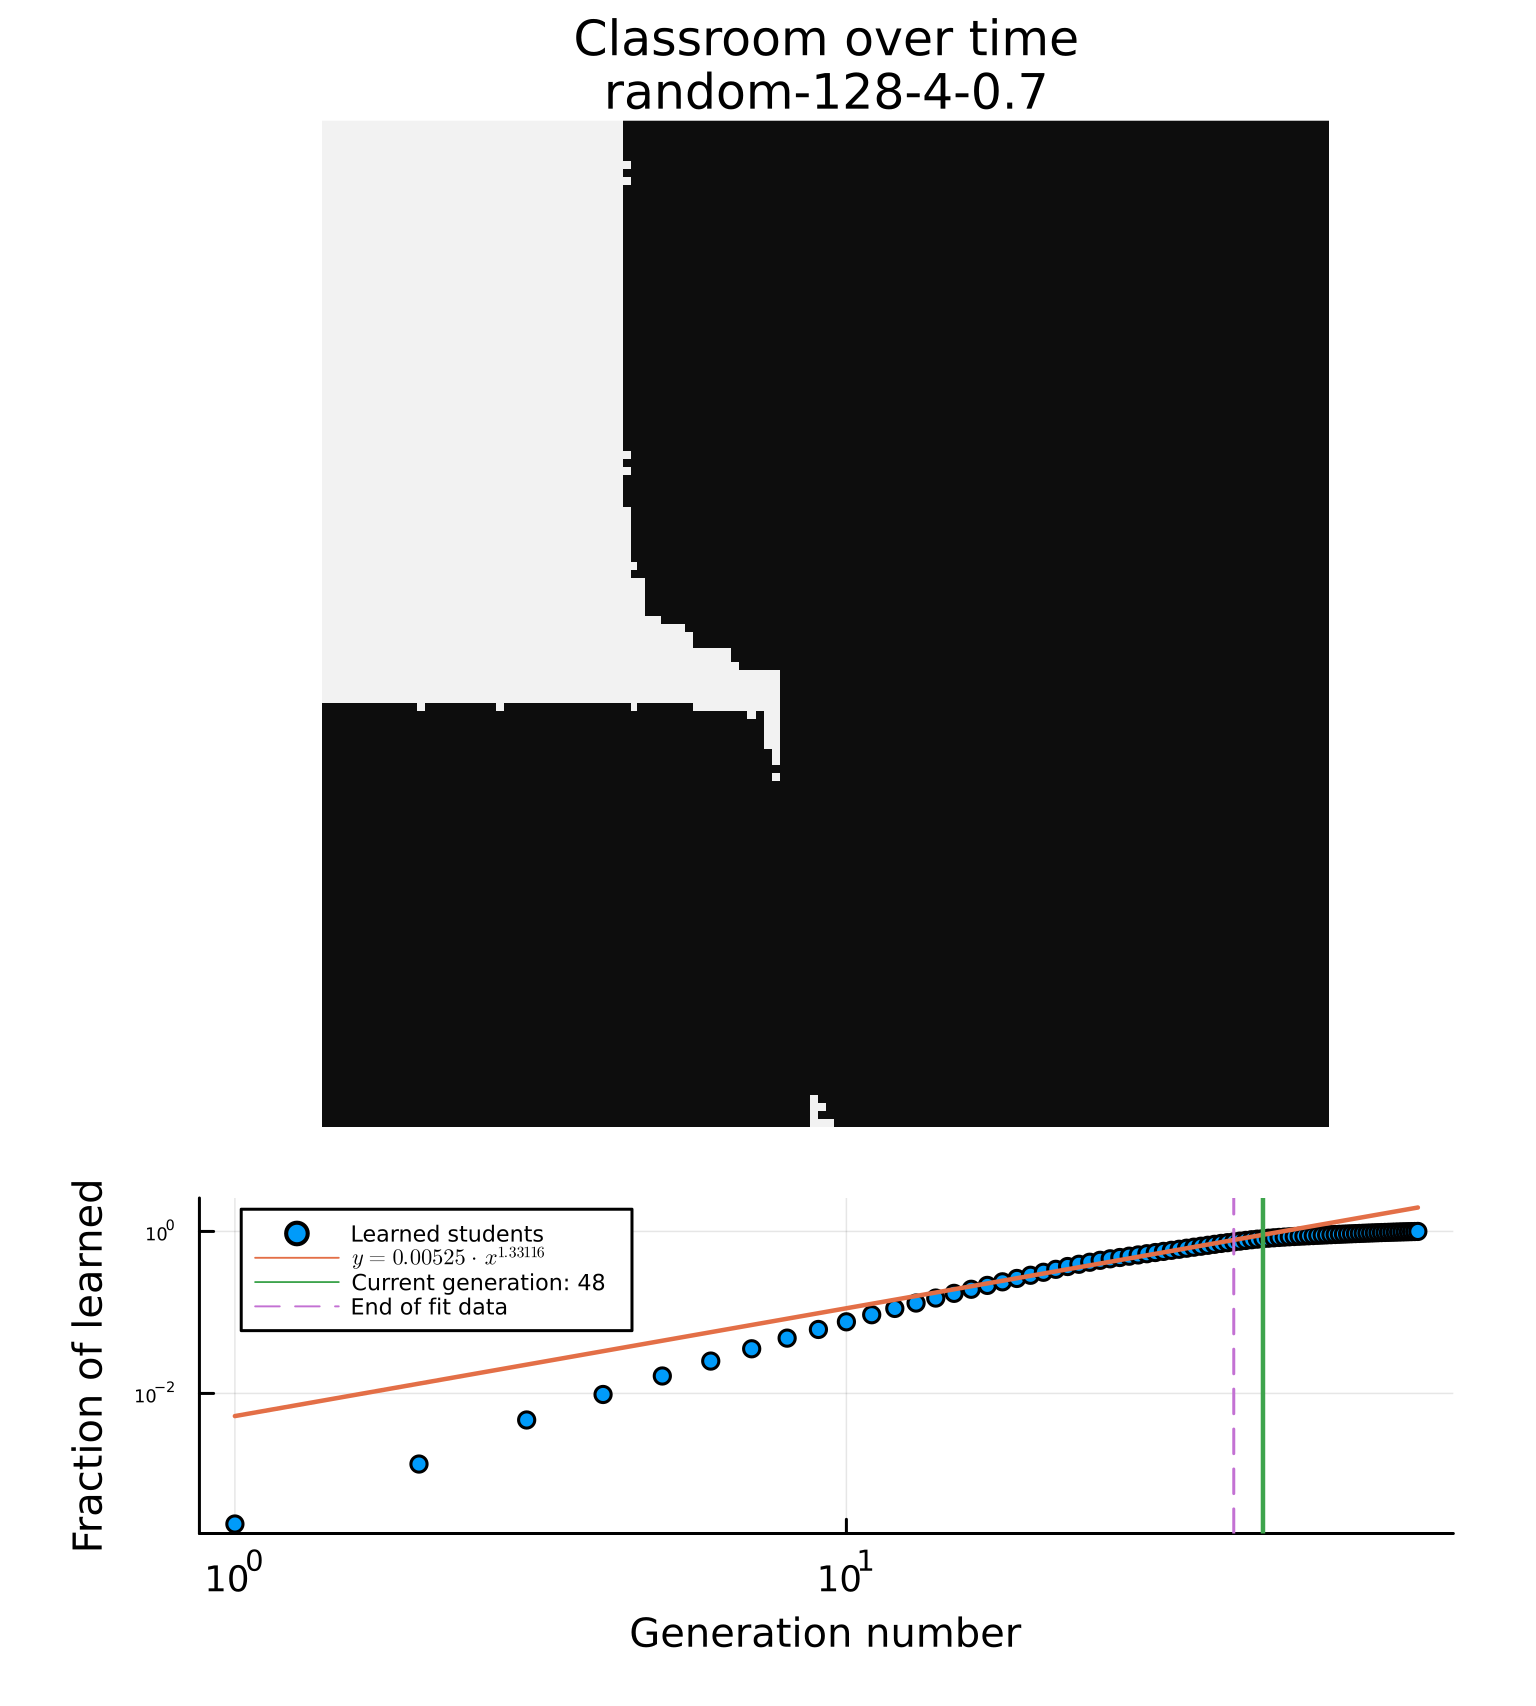 Classroom over time
random-128-4-0.7
Fraction of learned
10^0
10^-2
Learned students
y = 0.00525 · x^1.33116
Current generation: 48
End of fit data
10^0
10^1
Generation number